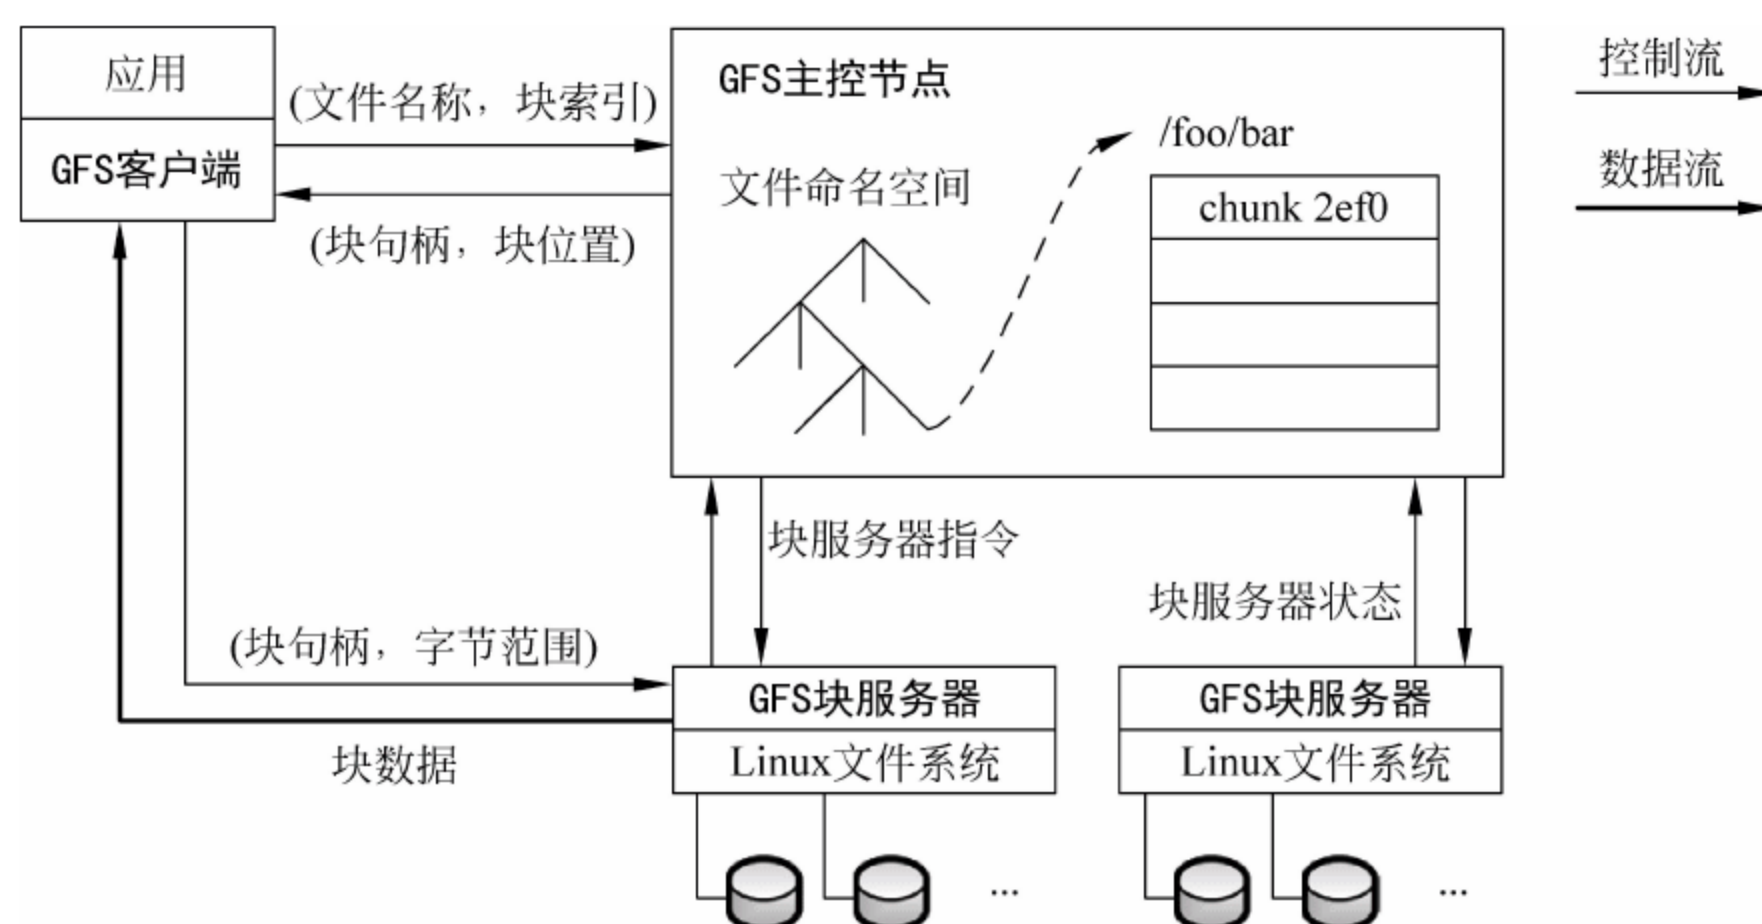 应用
GFS客户端
(文件名称，块索引)
(块句柄，块位置)
GFS主控节点
文件命名空间
/foo/bar
chunk 2ef0
控制流
数据流
块服务器指令
块服务器状态
(块句柄，字节范围)
块数据
GFS块服务器
Linux文件系统
...
GFS块服务器
Linux文件系统
...